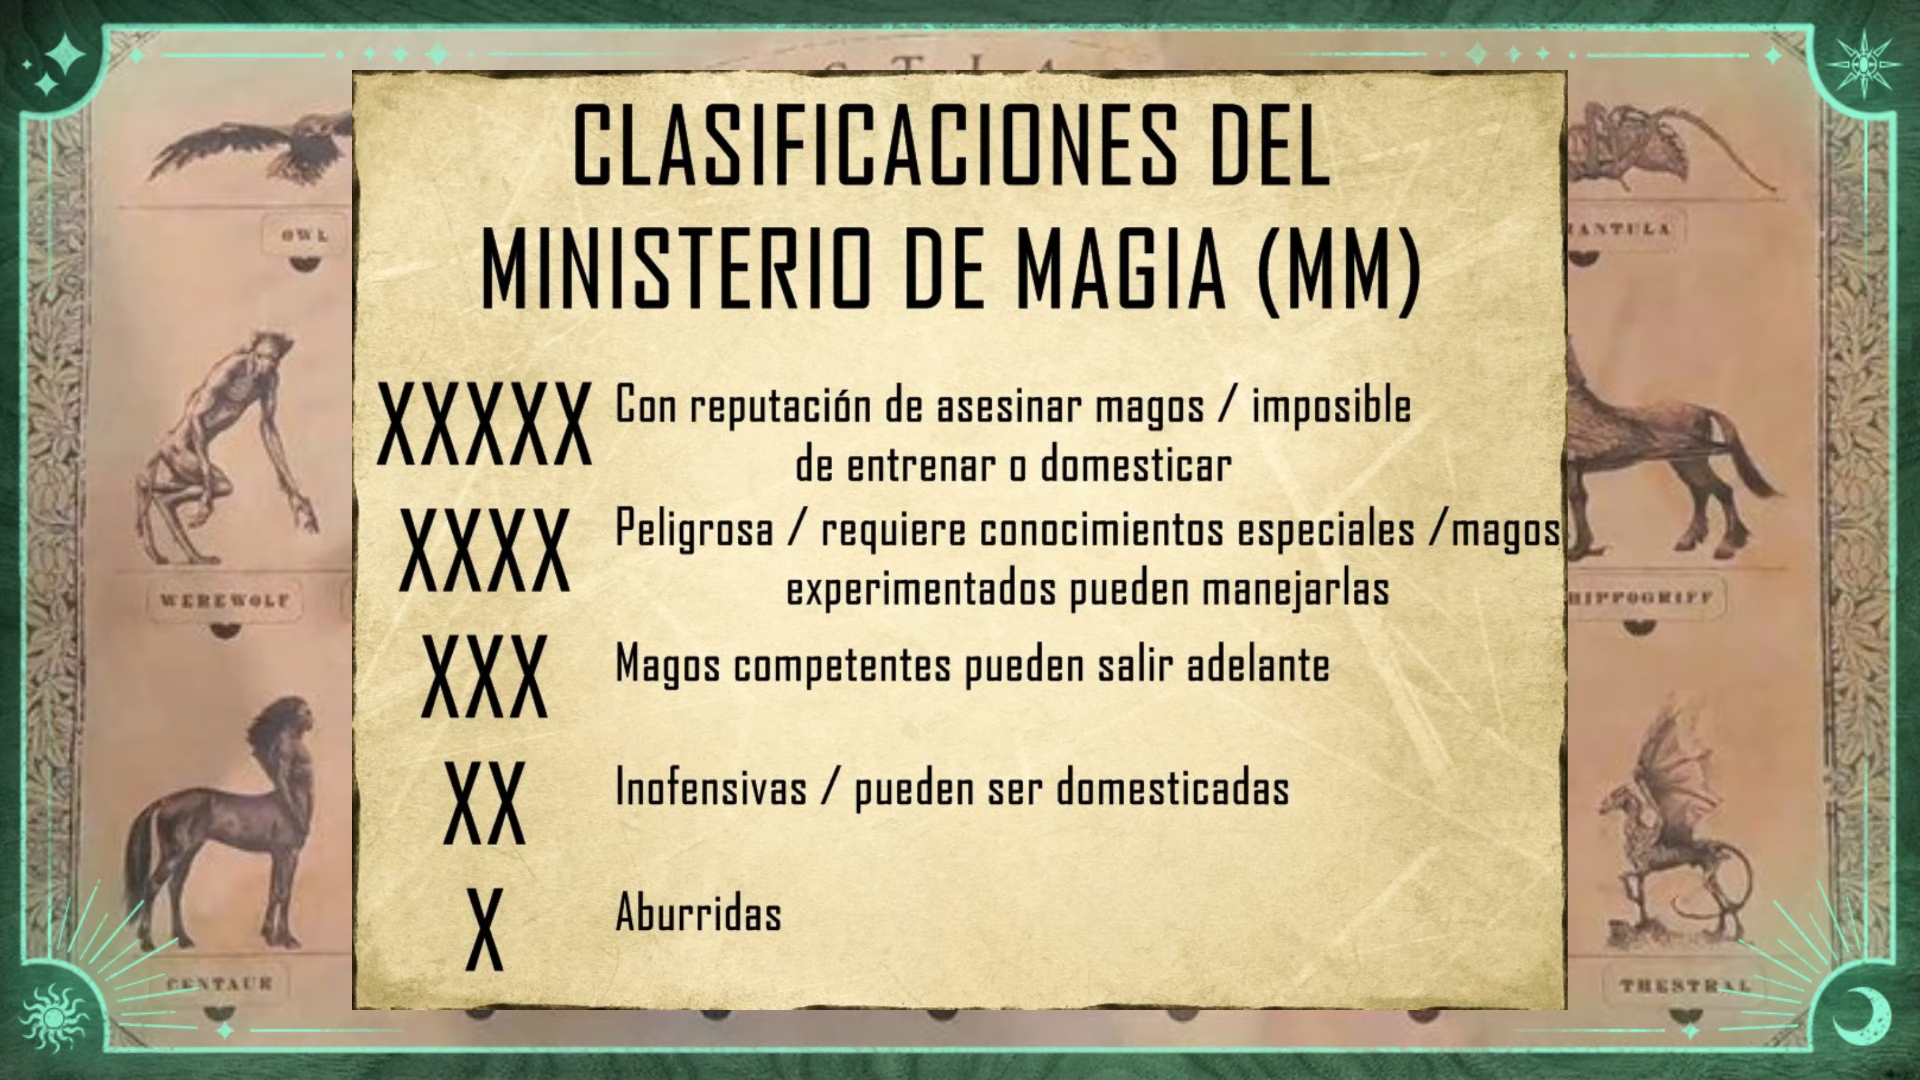 CLASIFICACIONES DEL
MINISTERIO DE MAGIA (MM)
XXXXX Con reputación de asesinar magos / imposible
de entrenar o domesticar
XXXX Peligrosa / requiere conocimientos especiales /magos
experimentados pueden manejarlas
XXX Magos competentes pueden salir adelante
XX Inofensivas / pueden ser domesticadas
X Aburridas
OWL
WEREWOLF
CENTAUR
ANTULA
HIPPOGRIFF
THESTRAL